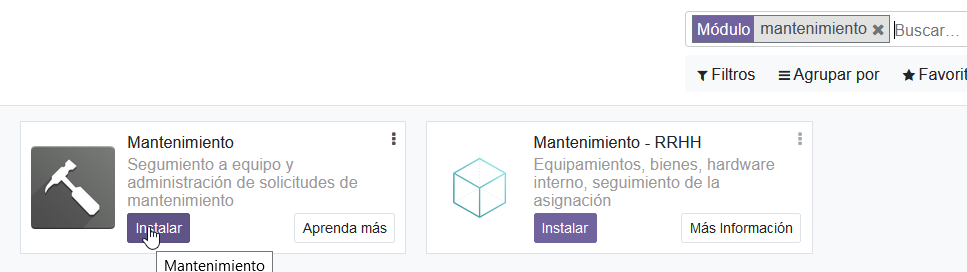 Módulo mantenimiento Buscar...
Filtros Agrupar por Favorit
Mantenimiento
Segumiento a equipo y
administración de solicitudes de
mantenimiento
Instalar Aprenda más
Mantenimiento
Mantenimiento - RRHH
Equipamientos, bienes, hardware
interno, seguimiento de la
asignación
Instalar Más Información